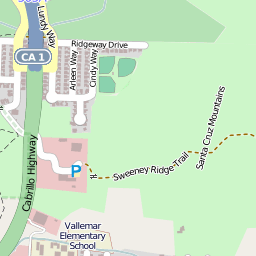 Lundy Way
Ridgeway Drive
CA 1
Arleen Way
Cindy Way
Santa Cruz Mountains
Cabrillo Highway
P
Sweeney Ridge Trail
Vallemar
Elementary
School